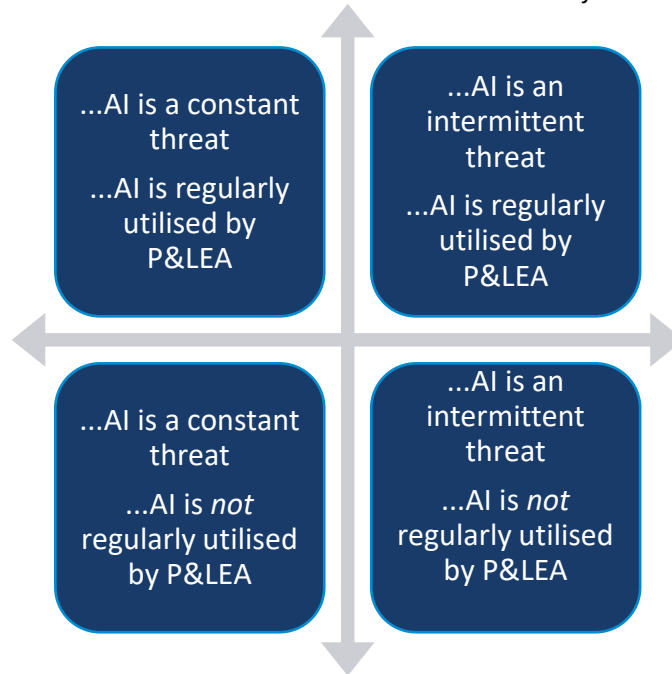 ...AI is a constant
threat
...AI is regularly
utilised by
P&LEA
...AI is an
intermittent
threat
...AI is regularly
utilised by
P&LEA
...AI is a constant
threat
...AI is not
regularly utilised
by P&LEA
...AI is an
intermittent
threat
...AI is not
regularly utilised
by P&LEA